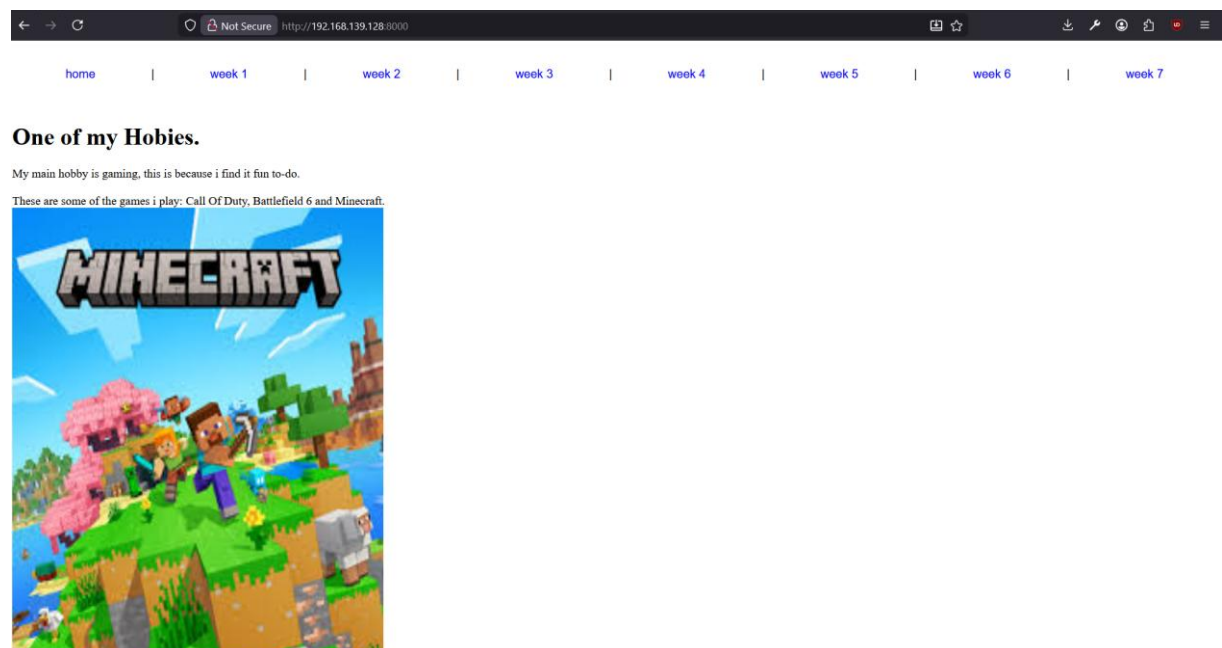 Not Secure http://192.168.139.128:8000
home | week 1 | week 2 | week 3 | week 4 | week 5 | week 6 | week 7
One of my Hobies.
My main hobby is gaming, this is because i find it fun to-do.
These are some of the games i play: Call Of Duty, Battlefield 6 and Minecraft.
MINECRAFT